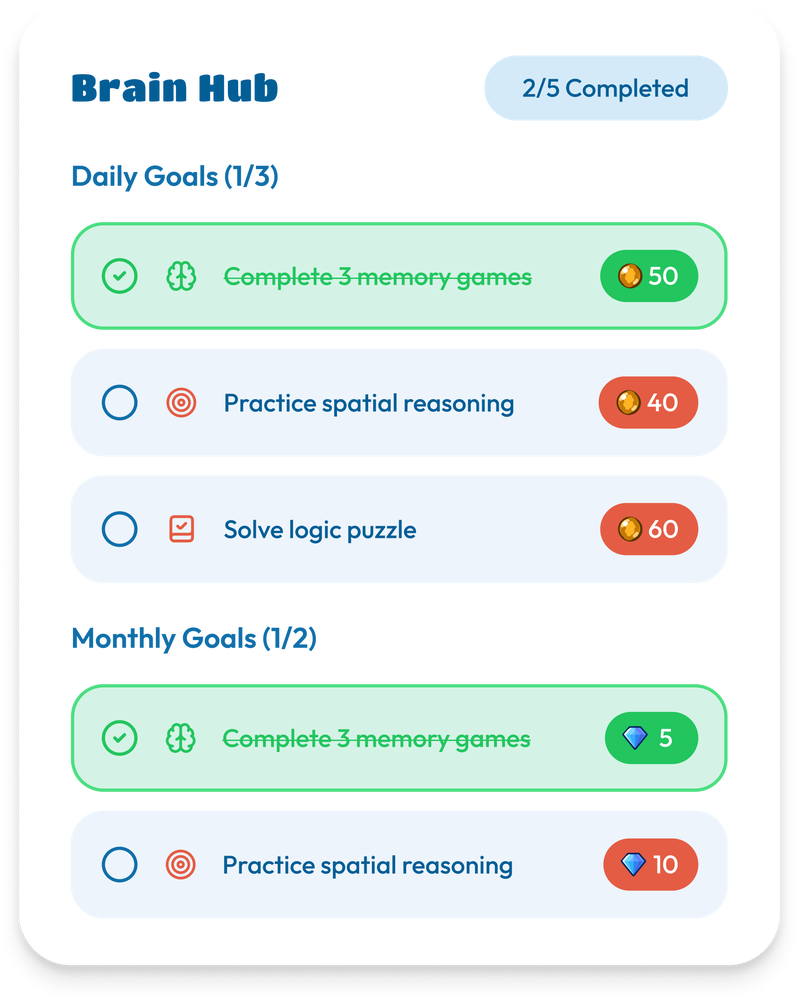 Brain Hub
2/5 Completed
Daily Goals (1/3)
Complete 3 memory games
50
Practice spatial reasoning
40
Solve logic puzzle
60
Monthly Goals (1/2)
Complete 3 memory games
5
Practice spatial reasoning
10